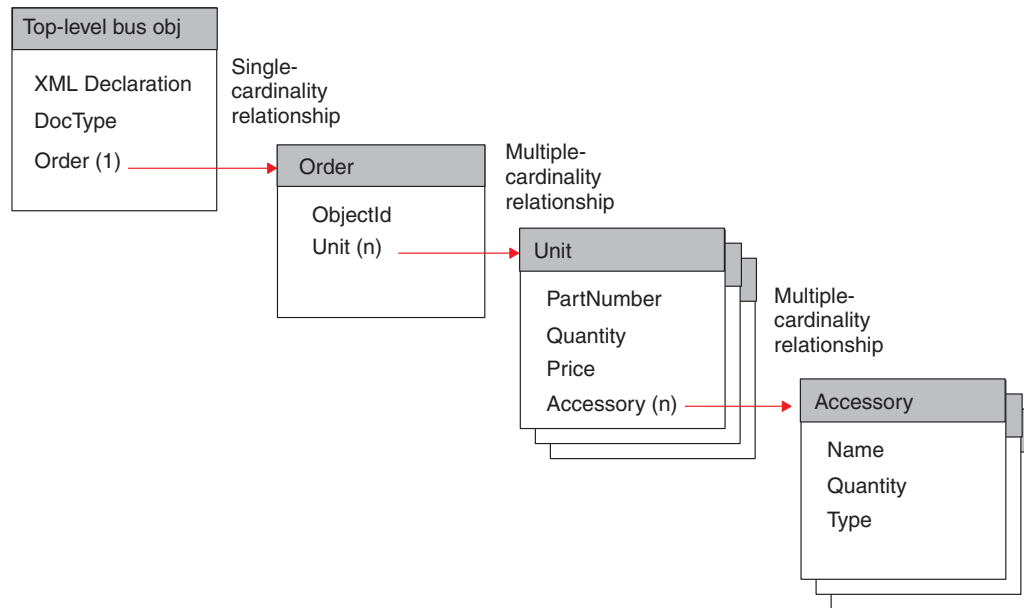 Top-level bus obj
XML Declaration
DocType
Order (1)
Single-
cardinality
relationship
Order
ObjectId
Unit (n)
Multiple-
cardinality
relationship
Unit
PartNumber
Quantity
Price
Accessory (n)
Multiple-
cardinality
relationship
Accessory
Name
Quantity
Type